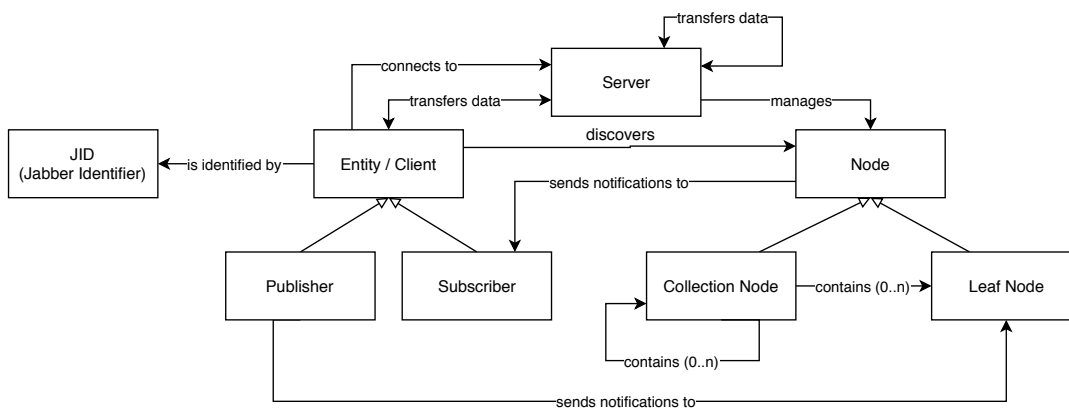 transfers data
connects to
Server
transfers data
manages
discovers
JID
(Jabber Identifier)
is identified by
Entity / Client
Node
sends notifications to
Publisher
Subscriber
Collection Node
contains (0..n)
Leaf Node
contains (0..n)
sends notifications to